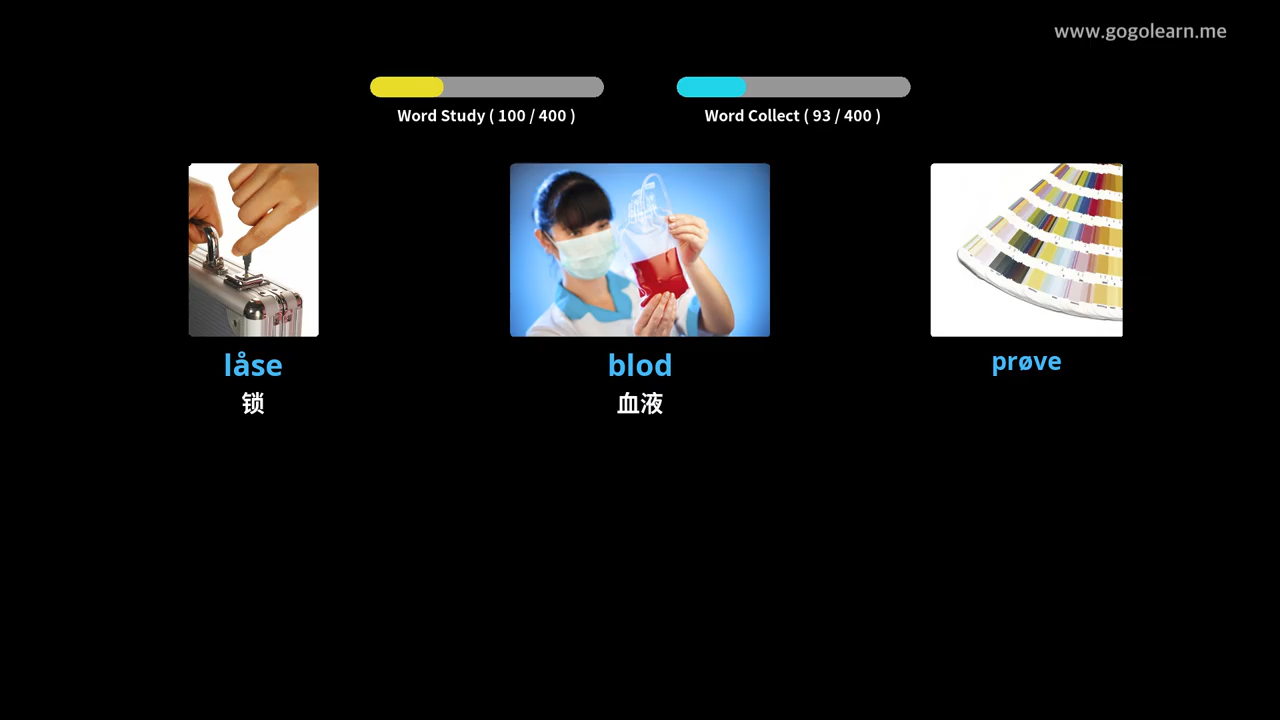 www.gogolearn.me
Word Study ( 100 / 400 )
Word Collect ( 93 / 400 )
låse
锁
blod
血液
prøve